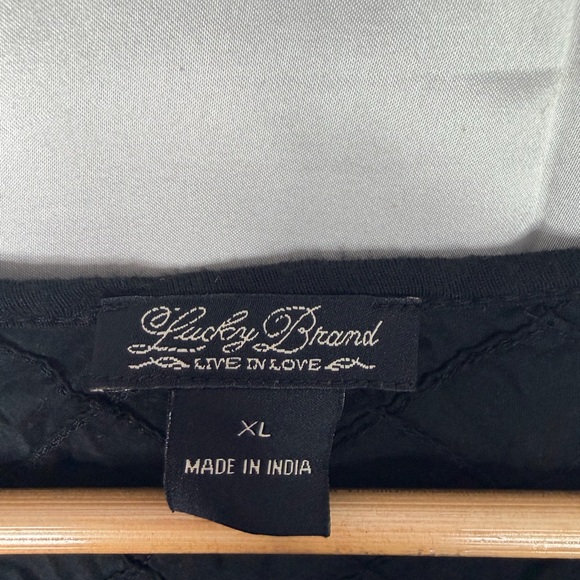 Lucky Brand
LIVE IN LOVE
XL
MADE IN INDIA